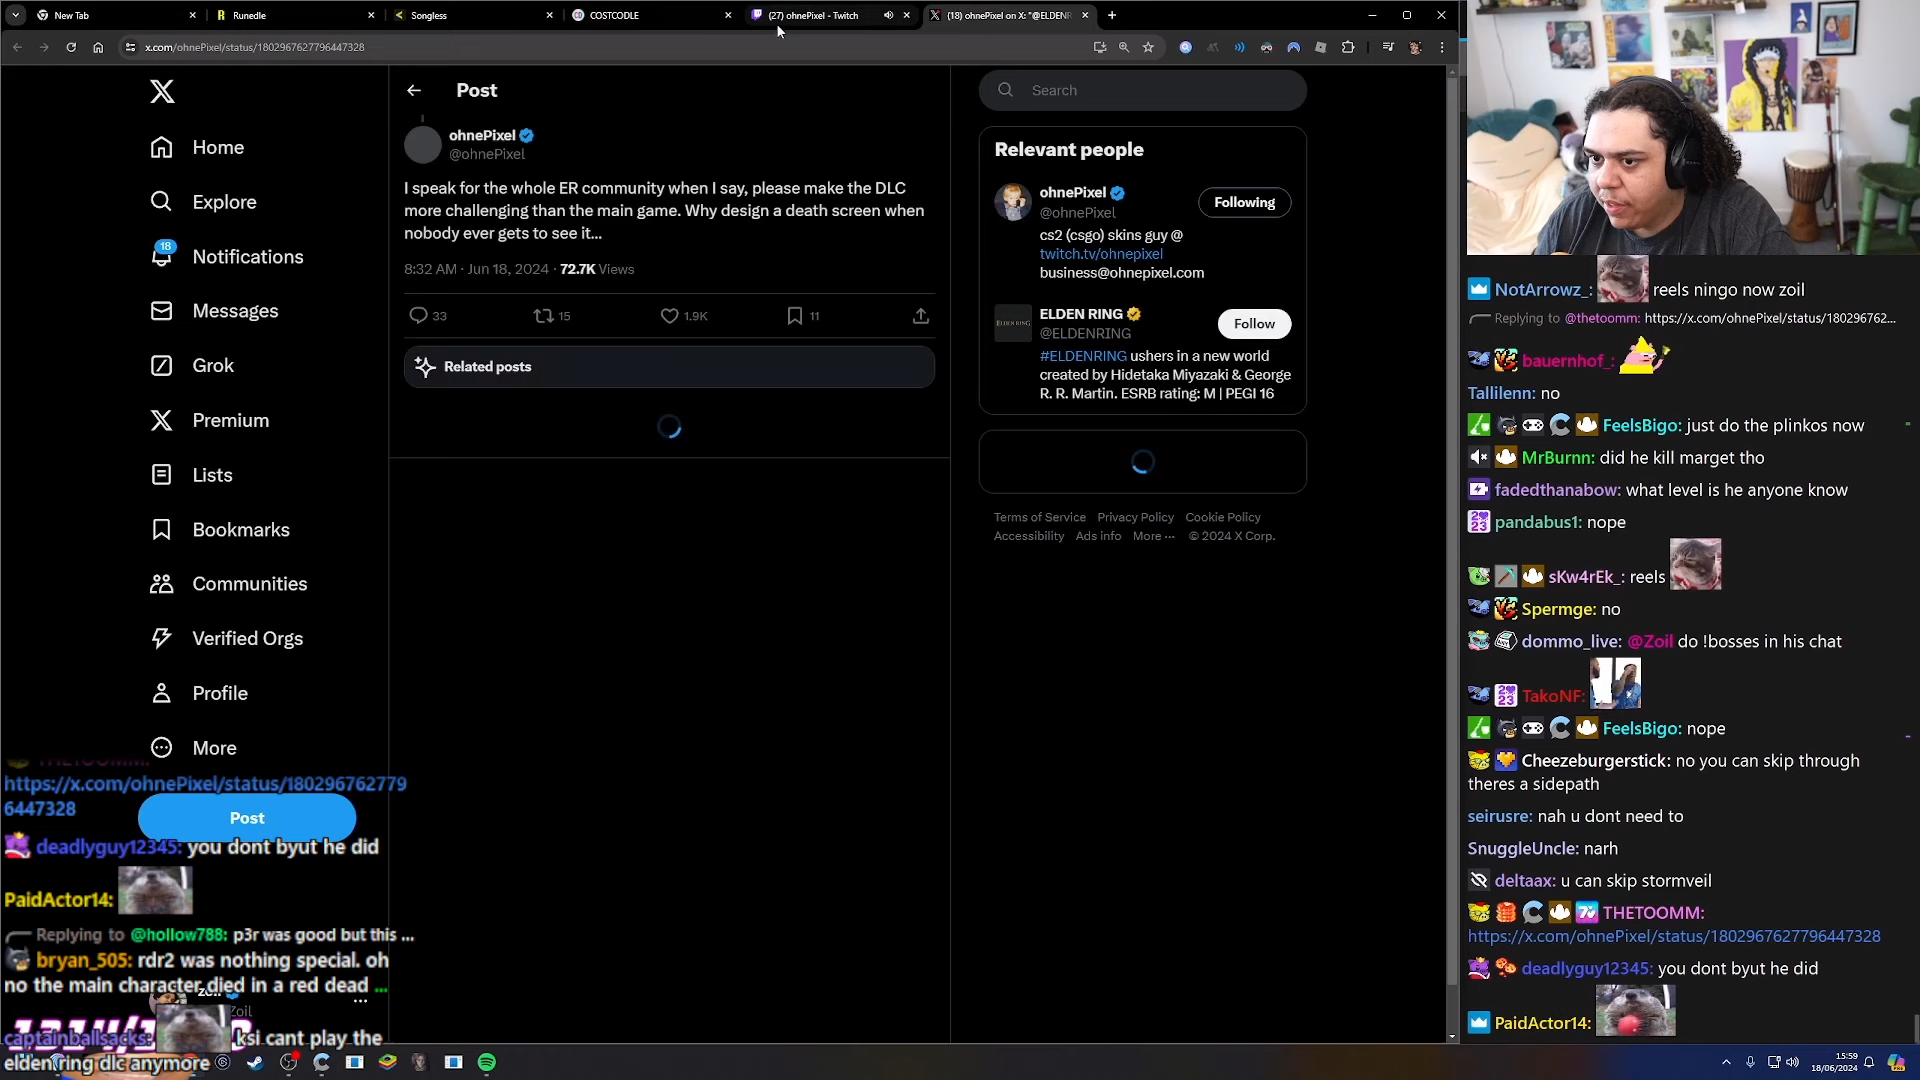 New Tab
Runedle
Songless
COSTCODLE
(27) ohnePixel - Twitch
(18) ohnePixel on X: "@ELDENR
x.com/ohnePixel/status/1802967627796447328
Post
Search
Home
Explore
18
Notifications
Messages
Grok
Premium
Lists
Bookmarks
Communities
Verified Orgs
Profile
More
Post
ohnePixel
@ohnePixel
I speak for the whole ER community when I say, please make the DLC
more challenging than the main game. Why design a death screen when
nobody ever gets to see it...
8:32 AM · Jun 18, 2024 · 72.7K Views
33
15
1.9K
11
Related posts
Relevant people
ohnePixel
@ohnePixel
Following
cs2 (csgo) skins guy @
twitch.tv/ohnepixel
business@ohnepixel.com
ELDEN RING
ELDEN RING
@ELDENRING
Follow
#ELDENRING ushers in a new world
created by Hidetaka Miyazaki & George
R. R. Martin. ESRB rating: M | PEGI 16
Terms of Service Privacy Policy Cookie Policy
Accessibility Ads info More ··· © 2024 X Corp.
THETOOMM:
https://x.com/ohnePixel/status/180296762779
6447328
deadlyguy12345: you dont byut he did
PaidActor14:
Replying to @hollow788: p3r was good but this ...
bryan_505: rdr2 was nothing special. oh
no the main character died in a red dead ...
Zoil
captainballsacks: ksi cant play the
elden ring dlc anymore
NotArrowz_: reels ningo now zoil
Replying to @thetoomm: https://x.com/ohnePixel/status/180296762...
bauernhof_:
Tallilenn: no
FeelsBigo: just do the plinkos now
MrBurnn: did he kill marget tho
fadedthanabow: what level is he anyone know
2023
pandabus1: nope
sKw4rEk_: reels
Spermge: no
dommo_live: @Zoil do !bosses in his chat
2023
TakoNF:
FeelsBigo: nope
Cheezeburgerstick: no you can skip through
theres a sidepath
seirusre: nah u dont need to
SnuggleUncle: narh
deltaax: u can skip stormveil
THETOOMM:
https://x.com/ohnePixel/status/1802967627796447328
deadlyguy12345: you dont byut he did
PaidActor14:
15:59
18/06/2024